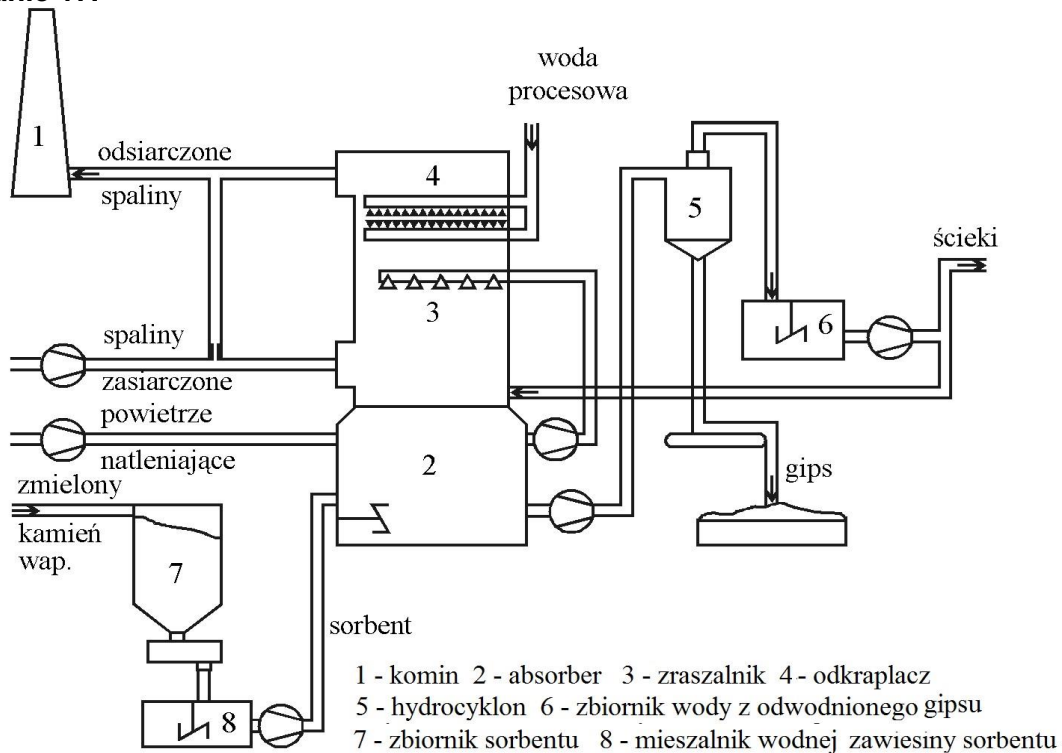 woda
procesowa
1
odsiarczone
4
spaliny
5
ścieki
3
6
spaliny
zasiarczone
powietrze
2
natleniające
gips
zmielony
kamień
wap.
7
sorbent
8
1 - komin 2 - absorber 3 - zraszalnik 4 - odkraplacz
5 - hydrocyklon 6 - zbiornik wody z odwodnionego gipsu
7 - zbiornik sorbentu 8 - mieszalnik wodnej zawiesiny sorbentu